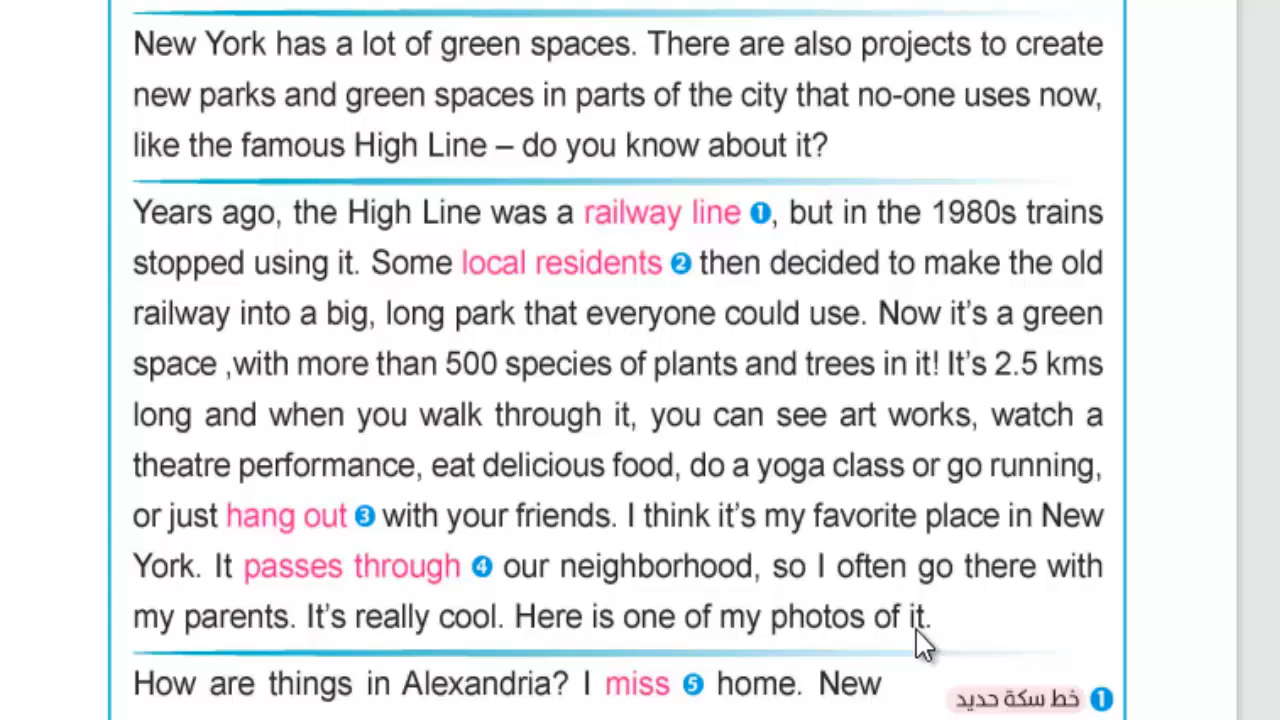 New York has a lot of green spaces. There are also projects to create
new parks and green spaces in parts of the city that no-one uses now,
like the famous High Line – do you know about it?
Years ago, the High Line was a railway line ❶, but in the 1980s trains
stopped using it. Some local residents ❷ then decided to make the old
railway into a big, long park that everyone could use. Now it’s a green
space ,with more than 500 species of plants and trees in it! It’s 2.5 kms
long and when you walk through it, you can see art works, watch a
theatre performance, eat delicious food, do a yoga class or go running,
or just hang out ❸ with your friends. I think it’s my favorite place in New
York. It passes through ❹ our neighborhood, so I often go there with
my parents. It’s really cool. Here is one of my photos of it.
How are things in Alexandria? I miss ❺ home. New
❶ خط سكة حديد